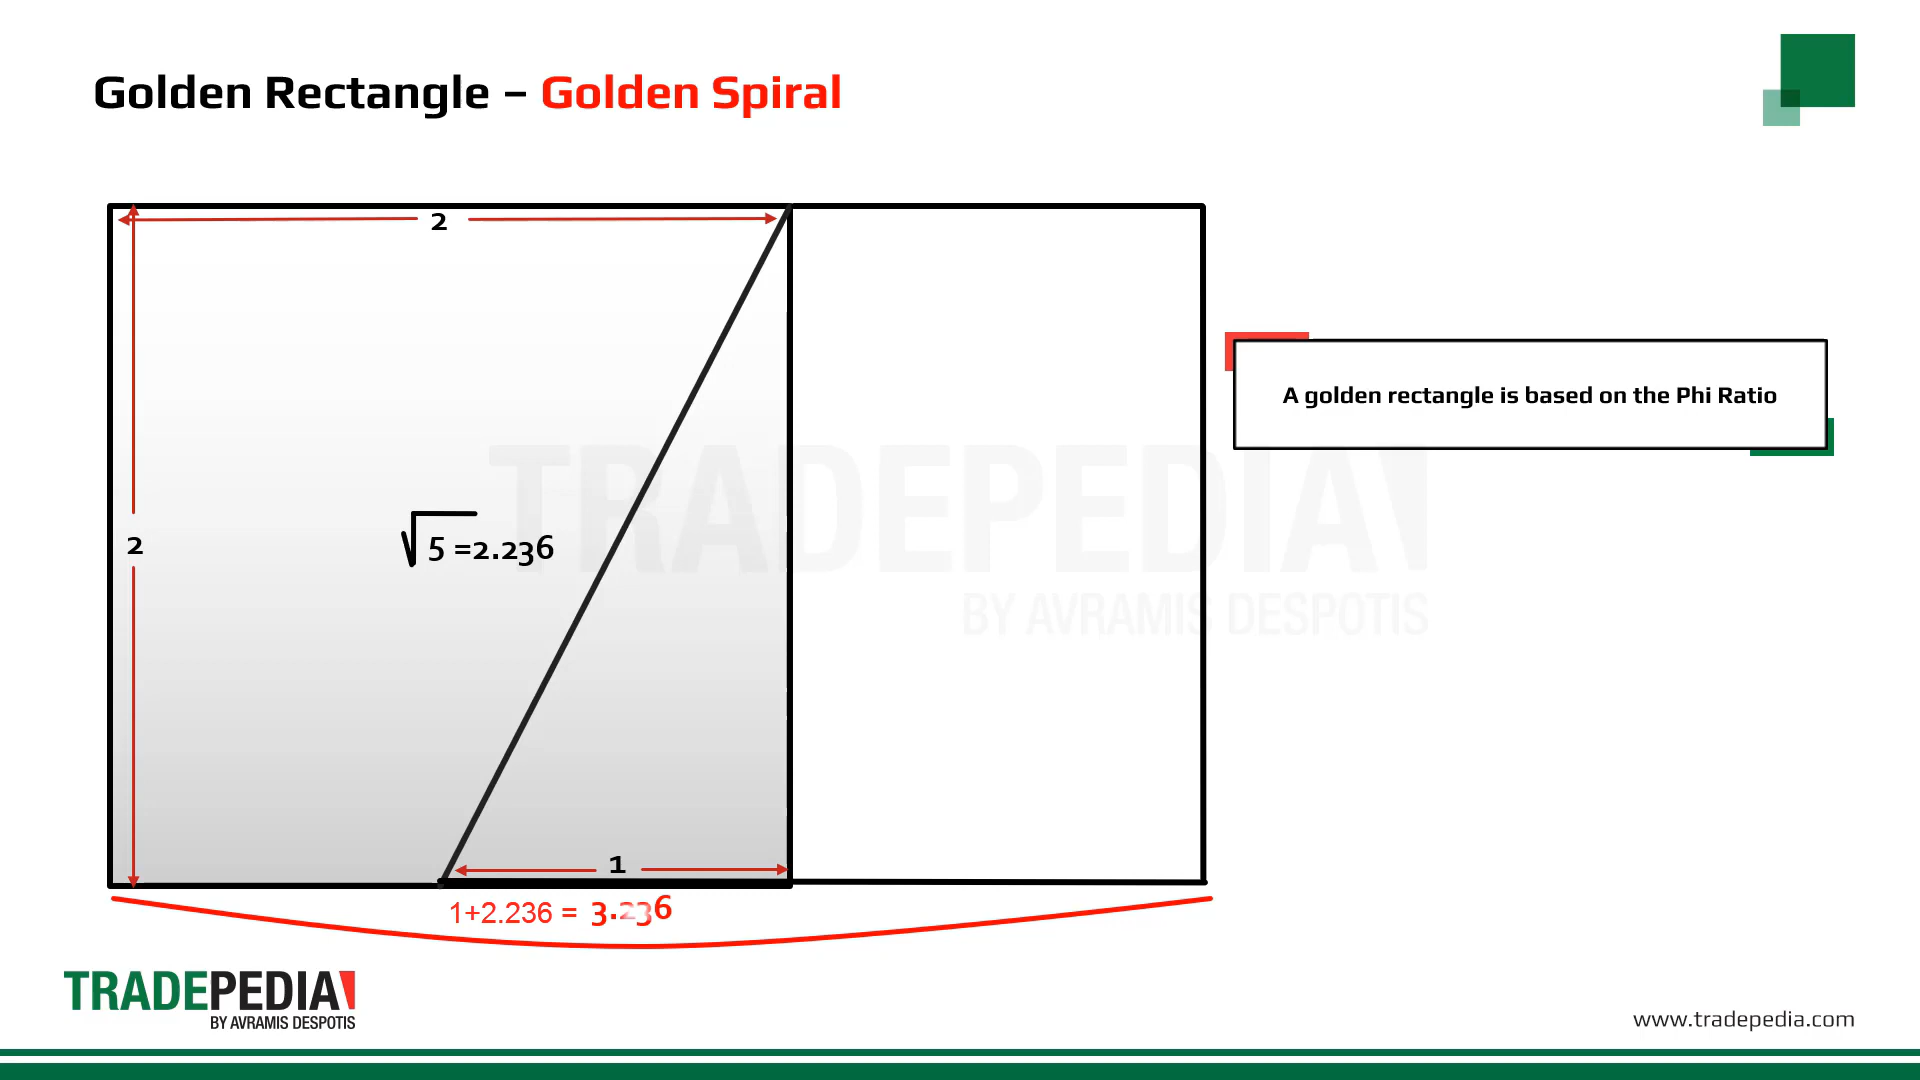 Golden Rectangle – Golden Spiral
2
A golden rectangle is based on the Phi Ratio
TRADEPEDIA
BY AVRAMIS DESPOTIS
2
√5 =2.236
1
1+2.236 = 3.236
TRADEPEDIA
BY AVRAMIS DESPOTIS
www.tradepedia.com